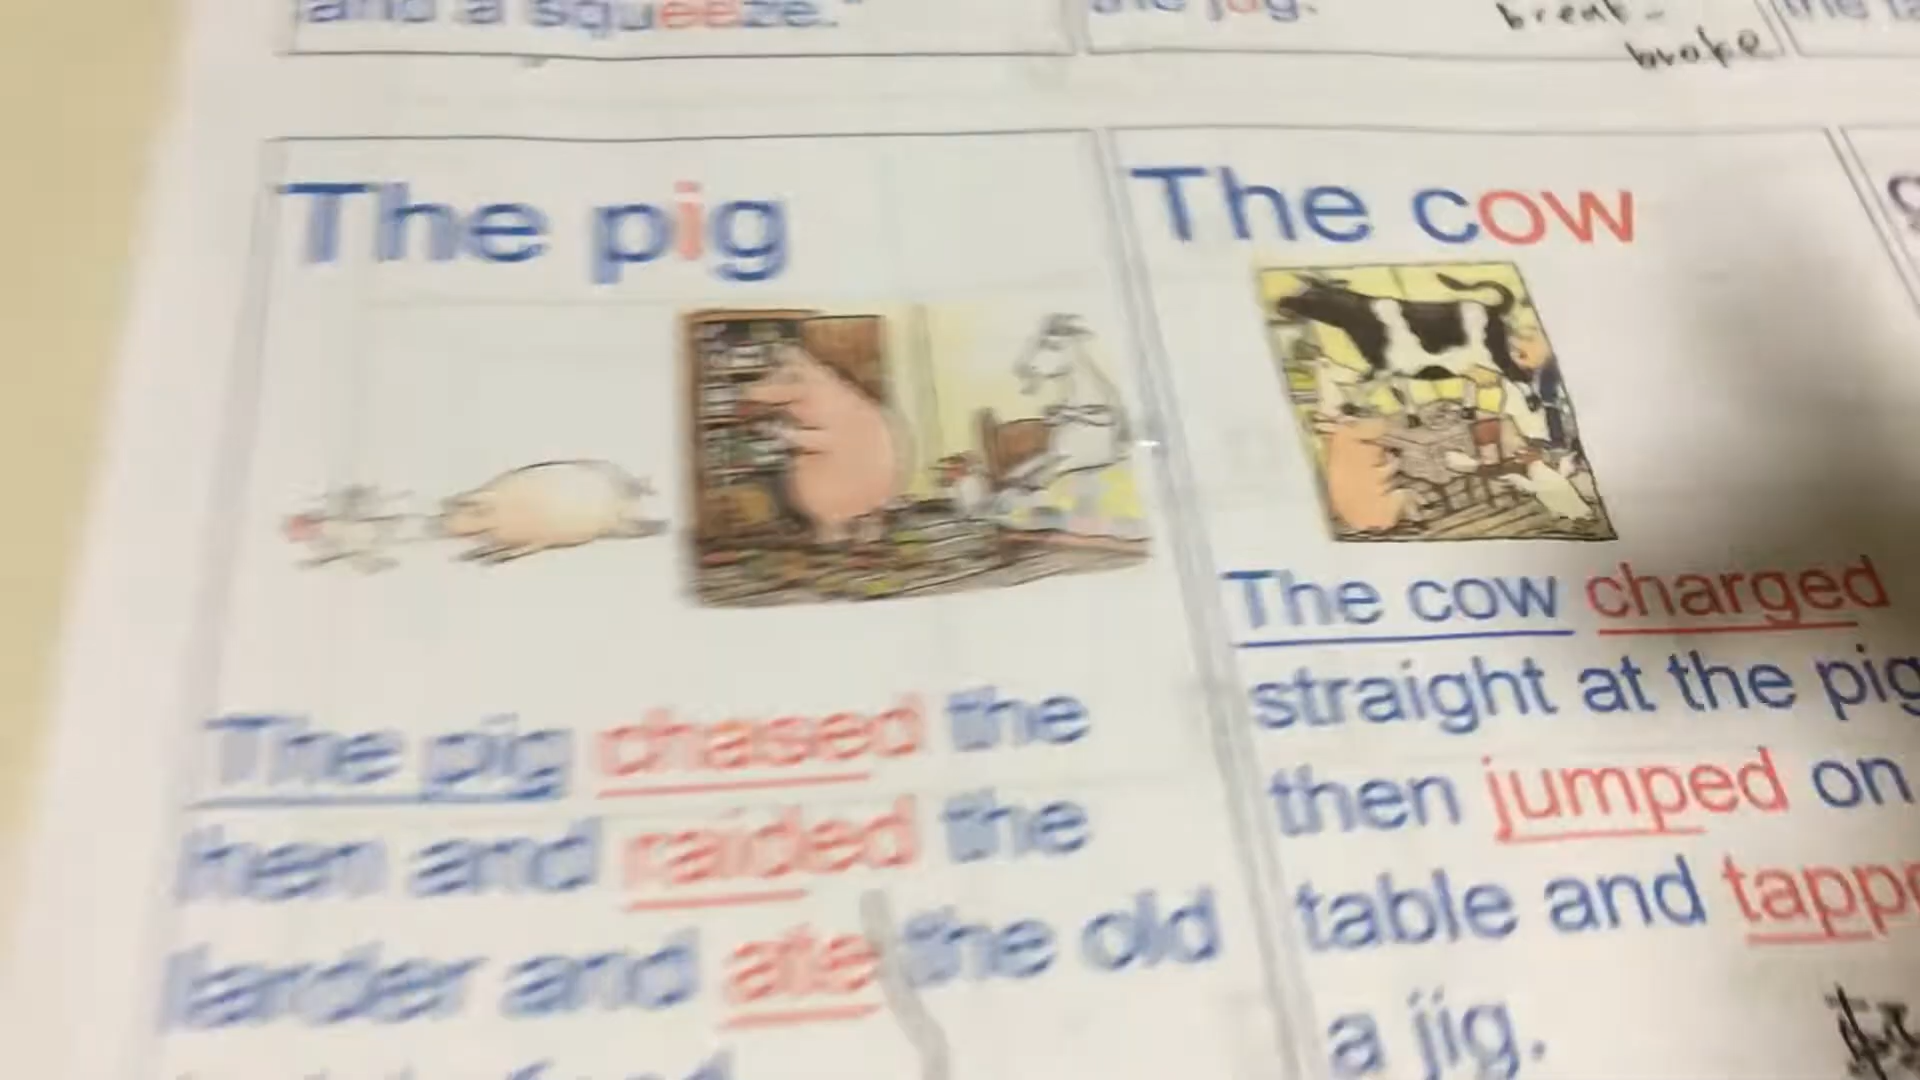 and a squeeze."
the jug.
break -
broke
The pig
The pig chased the
hen and raided the
larder and ate the old
The cow
The cow charged
straight at the pig
then jumped on
table and
a jig.